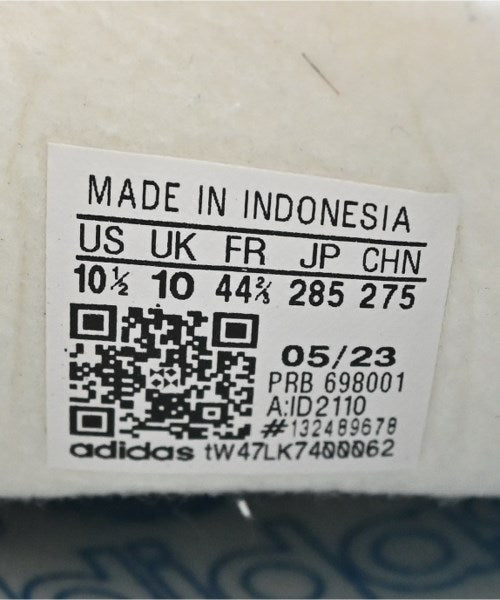 MADE IN INDONESIA
US UK FR JP CHN
10½ 10 44⅔ 285 275
05/23
PRB 698001
A:ID2110
#132489678
adidas tW47LK7400062
adidas